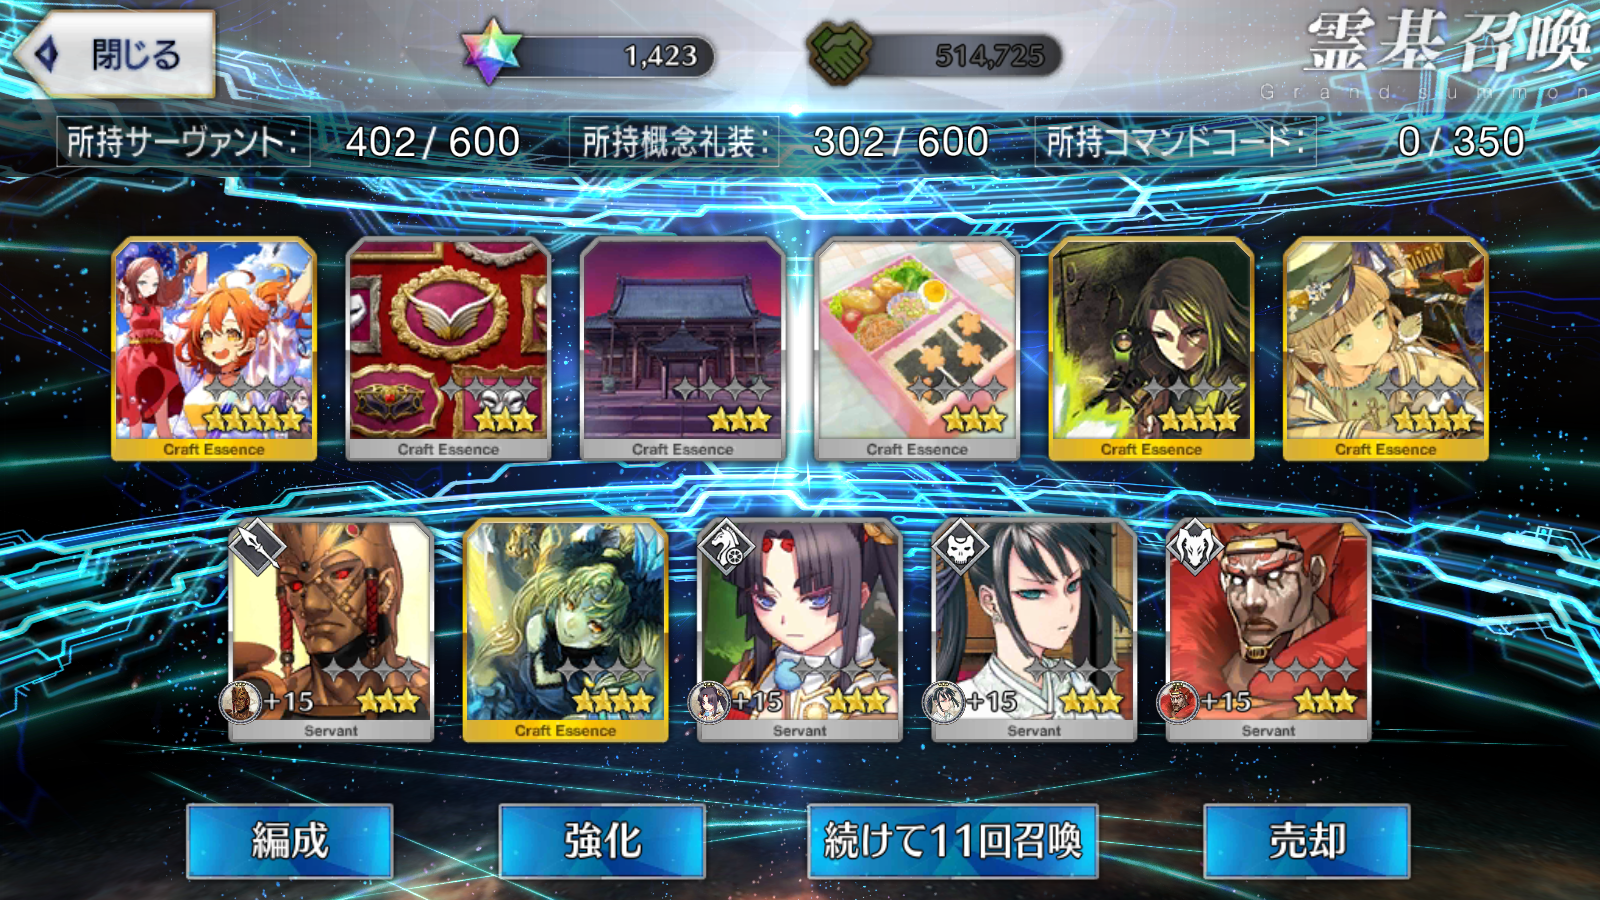 閉じる
1,423
514,725
霊基召喚
Grand summon
所持サーヴァント:
402 / 600
所持概念礼装:
302 / 600
所持コマンドコード:
0 / 350
Craft Essence
Craft Essence
Craft Essence
Craft Essence
Craft Essence
Craft Essence
+15
+15
+15
+15
Servant
Craft Essence
Servant
Servant
Servant
編成
強化
続けて11回召喚
売却